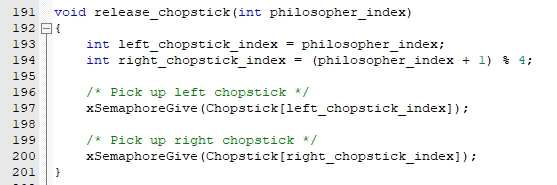 191 void release_chopstick(int philosopher_index)
192 {
193 int left_chopstick_index = philosopher_index;
194 int right_chopstick_index = (philosopher_index + 1) % 4;
195
196 /* Pick up left chopstick */
197 xSemaphoreGive(Chopstick[left_chopstick_index]);
198
199 /* Pick up right chopstick */
200 xSemaphoreGive(Chopstick[right_chopstick_index]);
201 }